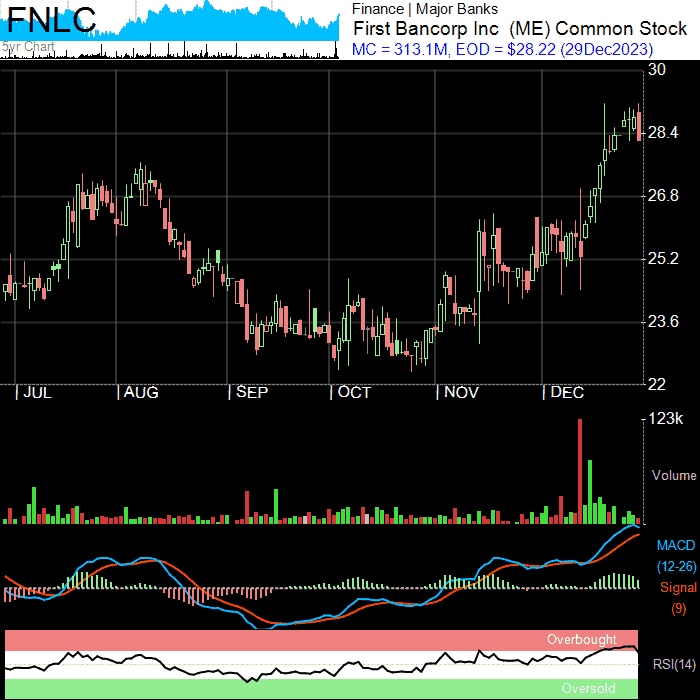 FNLC
5yr Chart
Finance | Major Banks
First Bancorp Inc  (ME) Common Stock
MC = 313.1M, EOD = $28.22 (29Dec2023)
30
28.4
26.8
25.2
23.6
22
JUL
AUG
SEP
OCT
NOV
DEC
123k
Volume
MACD
(12-26)
Signal
(9)
Overbought
RSI(14)
Oversold